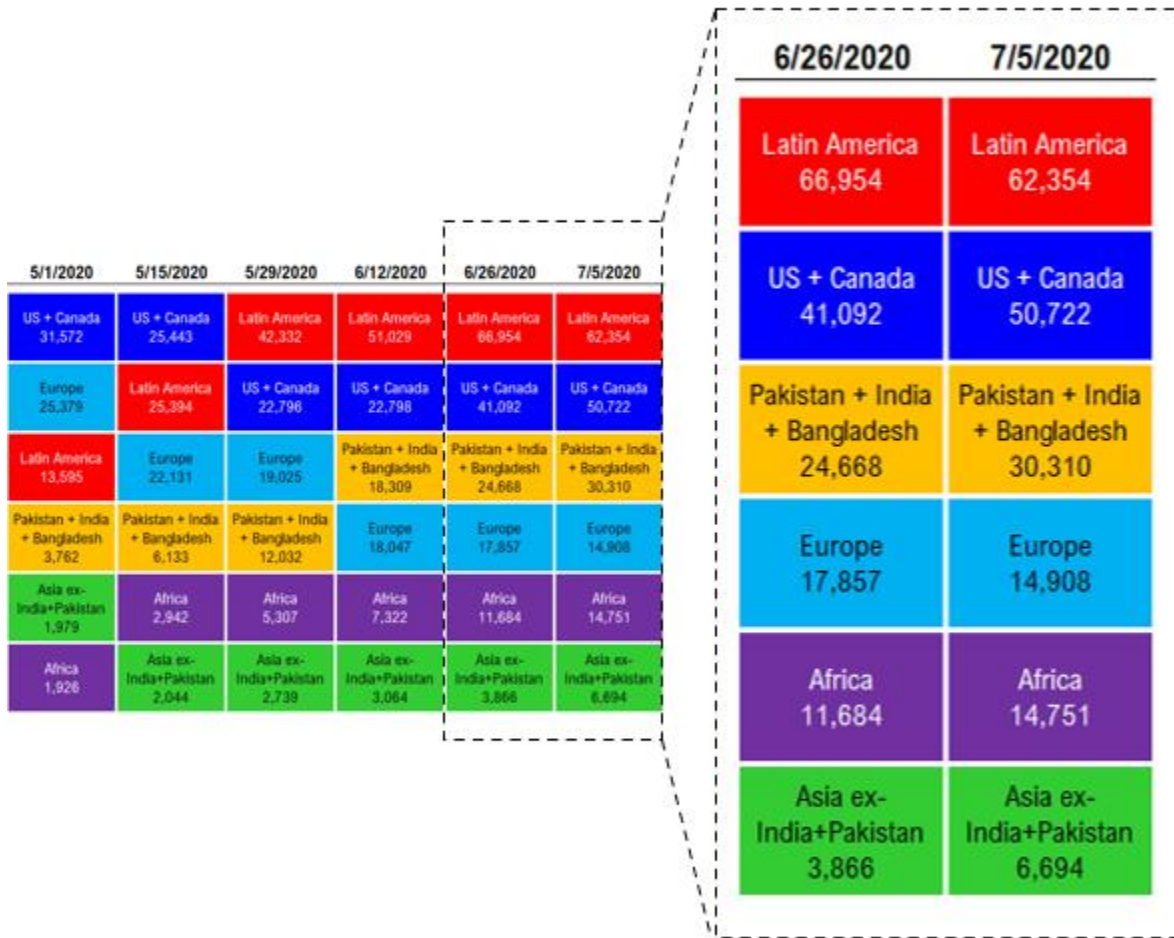 5/1/2020 5/15/2020 5/29/2020 6/12/2020 6/26/2020 7/5/2020
US + Canada US + Canada Latin America Latin America Latin America Latin America
31,572 25,443 42,332 51,029 66,954 62,354
Europe Latin America US + Canada US + Canada US + Canada US + Canada
25,379 25,394 22,796 22,798 41,092 50,722
Latin America Europe Europe Pakistan + India Pakistan + India Pakistan + India
+ Bangladesh + Bangladesh + Bangladesh
13,595 22,131 19,025 18,309 24,668 30,310
Pakistan + India Pakistan + India Pakistan + India Europe Europe Europe
+ Bangladesh + Bangladesh + Bangladesh
3,762 6,133 12,032 18,047 17,857 14,908
Asia ex- Africa Africa Africa Africa Africa
India+Pakistan
1,979 2,942 5,307 7,322 11,684 14,751
Africa Asia ex- Asia ex- Asia ex- Asia ex- Asia ex-
India+Pakistan India+Pakistan India+Pakistan India+Pakistan India+Pakistan
1,926 2,044 2,739 3,064 3,866 6,694
6/26/2020 7/5/2020
Latin America Latin America
66,954 62,354
US + Canada US + Canada
41,092 50,722
Pakistan + India Pakistan + India
+ Bangladesh + Bangladesh
24,668 30,310
Europe Europe
17,857 14,908
Africa Africa
11,684 14,751
Asia ex- Asia ex-
India+Pakistan India+Pakistan
3,866 6,694